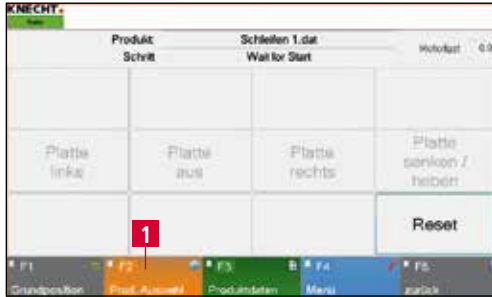 KNECHT
Produkt Schleifen 1.dat
Schritt Wait for Start
Platte links
Platte aus
Platte rechts
Platte senken / heben
Reset
1
F1 F2 F3 F4 F5
Grundposition Prod. Auswahl Produktdaten Menü zurück